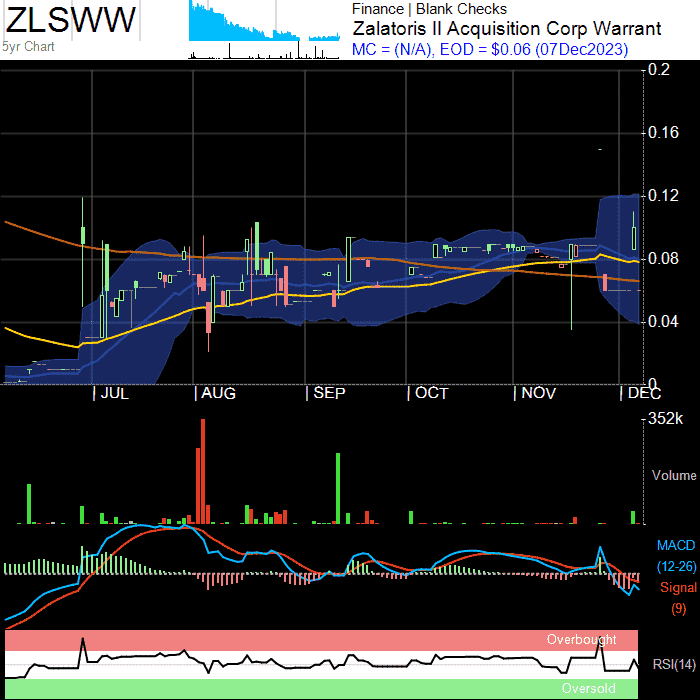 ZLSWW
5yr Chart
Finance | Blank Checks
Zalatoris II Acquisition Corp Warrant
MC = (N/A), EOD = $0.06 (07Dec2023)
0.2
0.16
0.12
0.08
0.04
0
JUL AUG SEP OCT NOV DEC
352k
Volume
MACD
(12-26)
Signal
(9)
Overbought
RSI(14)
Oversold